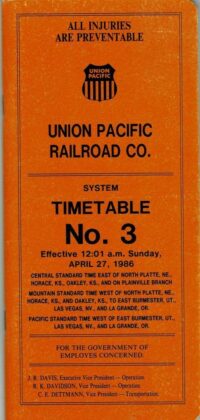 ALL INJURIES
ARE PREVENTABLE
UNION
PACIFIC
UNION PACIFIC
RAILROAD CO.
SYSTEM
TIMETABLE
No. 3
Effective 12:01 a.m. Sunday,
APRIL 27, 1986
CENTRAL STANDARD TIME EAST OF NORTH PLATTE, NE.,
HORACE, KS., OAKLEY, KS., AND ON PLAINVILLE BRANCH
MOUNTAIN STANDARD TIME WEST OF NORTH PLATTE, NE.,
HORACE, KS., AND OAKLEY, KS., TO EAST BURMESTER, UT.,
LAS VEGAS, NV., AND LA GRANDE, OR.
PACIFIC STANDARD TIME WEST OF EAST BURMESTER, UT.,
LAS VEGAS, NV., AND LA GRANDE, OR.
FOR THE GOVERNMENT OF
EMPLOYES CONCERNED.
J. R. DAVIS, Executive Vice President — Operation.
R. K. DAVIDSON, Vice President — Operation.
C. E. DETTMANN, Vice President — Transportation.